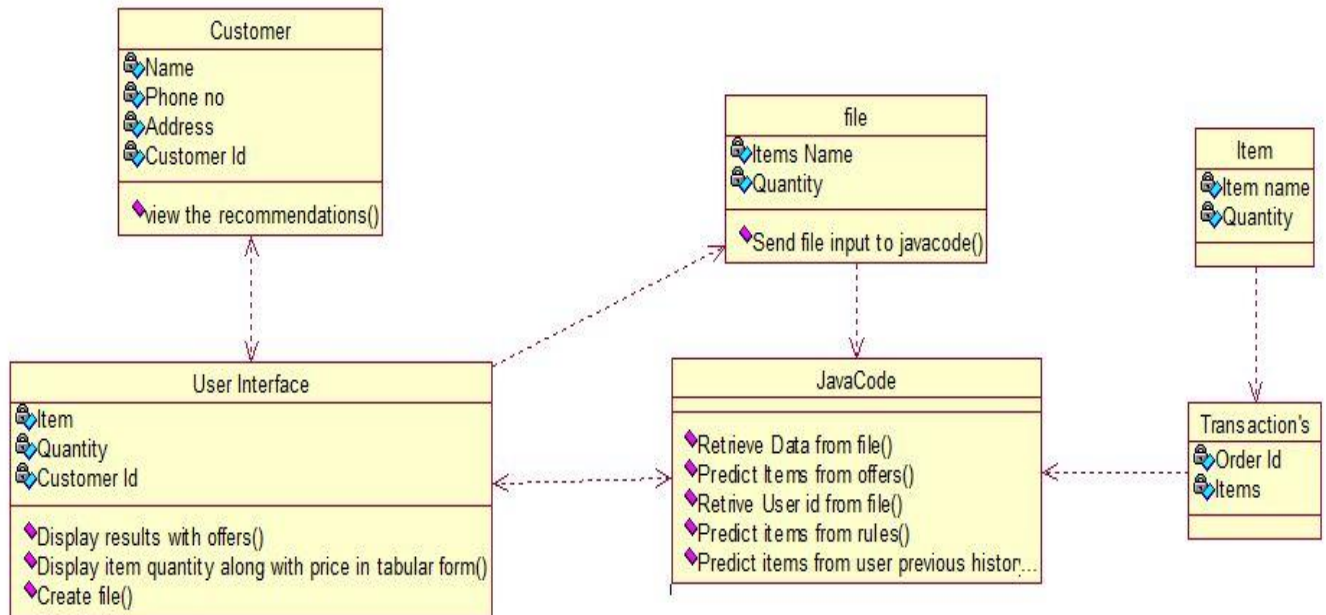 Customer
Name
Phone no
Address
Customer Id
view the recommendations()
file
Items Name
Quantity
Send file input to javacode()
Item
Item name
Quantity
User Interface
Item
Quantity
Customer Id
Display results with offers()
Display item quantity along with price in tabular form()
Create file()
JavaCode
Retrieve Data from file()
Predict Items from offers()
Retrive User id from file()
Predict items from rules()
Predict items from user previous histor...
Transaction's
Order Id
Items